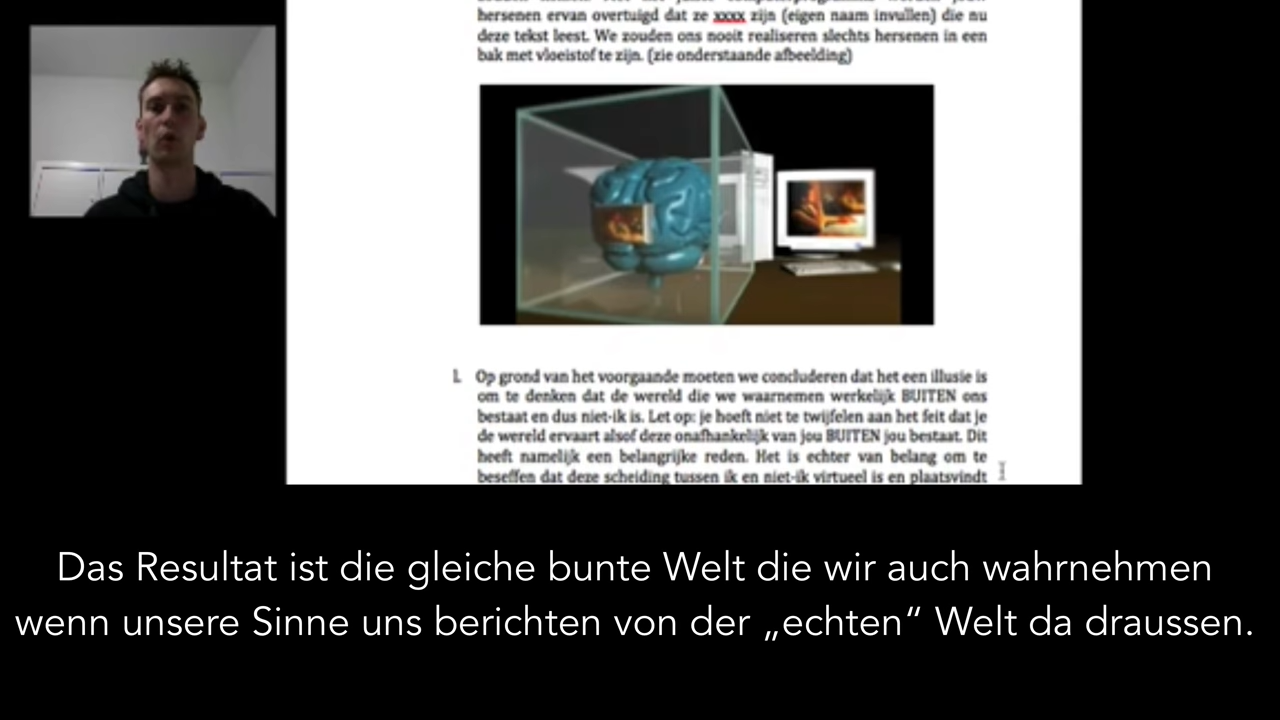 hersenen ervan overtuigd dat ze xxxx zijn (eigen naam invullen) die nu
deze tekst leest. We zouden ons nooit realiseren slechts hersenen in een
bak met vloeistof te zijn. (zie onderstaande afbeelding)
1. Op grond van het voorgaande moeten we concluderen dat het een illusie is
om te denken dat de wereld die we waarnemen werkelijk BUITEN ons
bestaat en dus niet-ik is. Let op: je hoeft niet te twijfelen aan het feit dat je
de wereld ervaart alsof deze onafhankelijk van jou BUITEN jou bestaat. Dit
heeft namelijk een belangrijke reden. Het is echter van belang om te
beseffen dat deze scheiding tussen ik en niet-ik virtueel is en plaatsvindt
Das Resultat ist die gleiche bunte Welt die wir auch wahrnehmen
wenn unsere Sinne uns berichten von der „echten“ Welt da draussen.